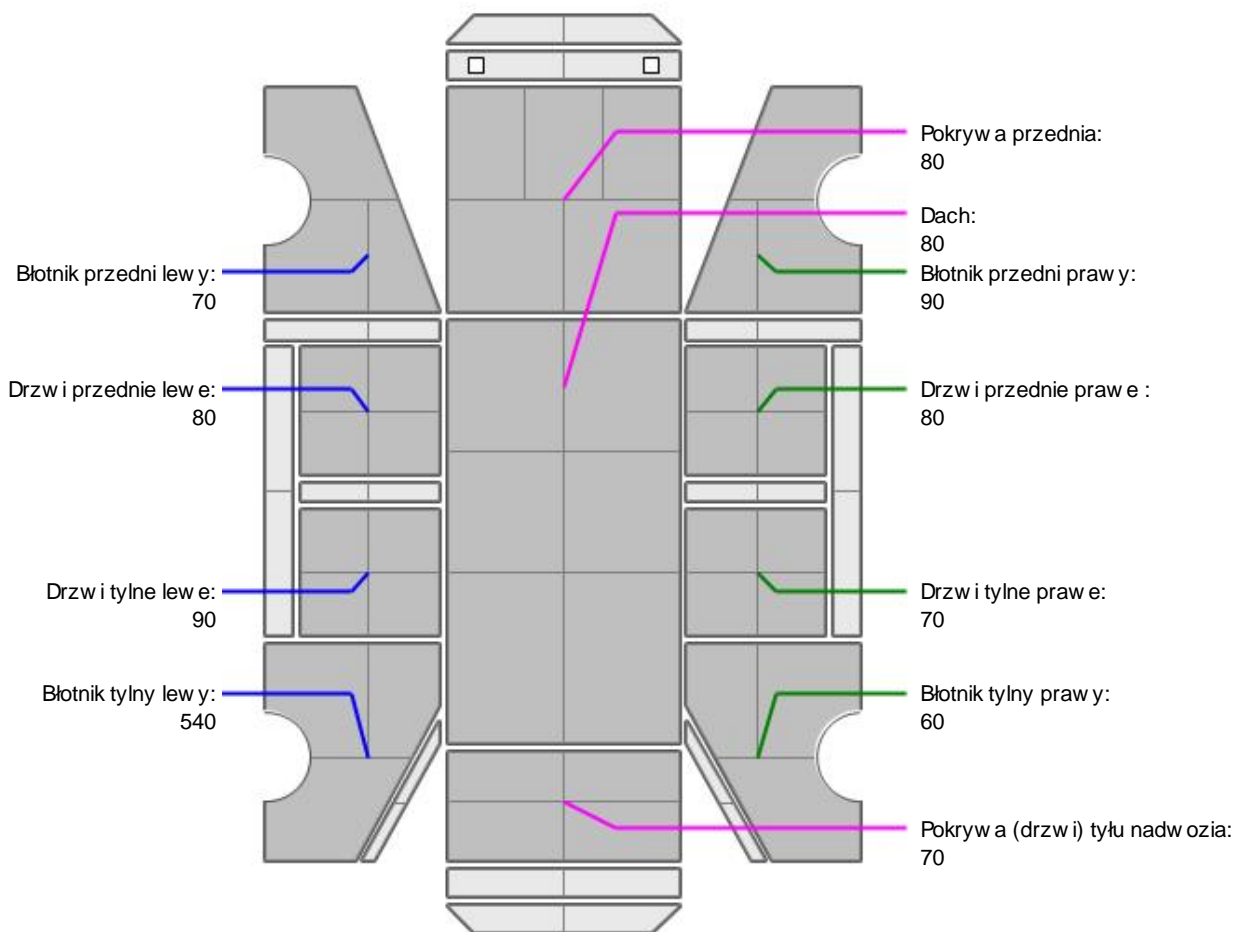 Pokrywa przednia:
80
Dach:
80
Błotnik przedni lewy:
70
Błotnik przedni prawy:
90
Drzwi przednie lewe:
80
Drzwi przednie prawe :
80
Drzwi tylne lewe:
90
Drzwi tylne prawe:
70
Błotnik tylny lewy:
540
Błotnik tylny prawy:
60
Pokrywa (drzwi) tyłu nadwozia:
70